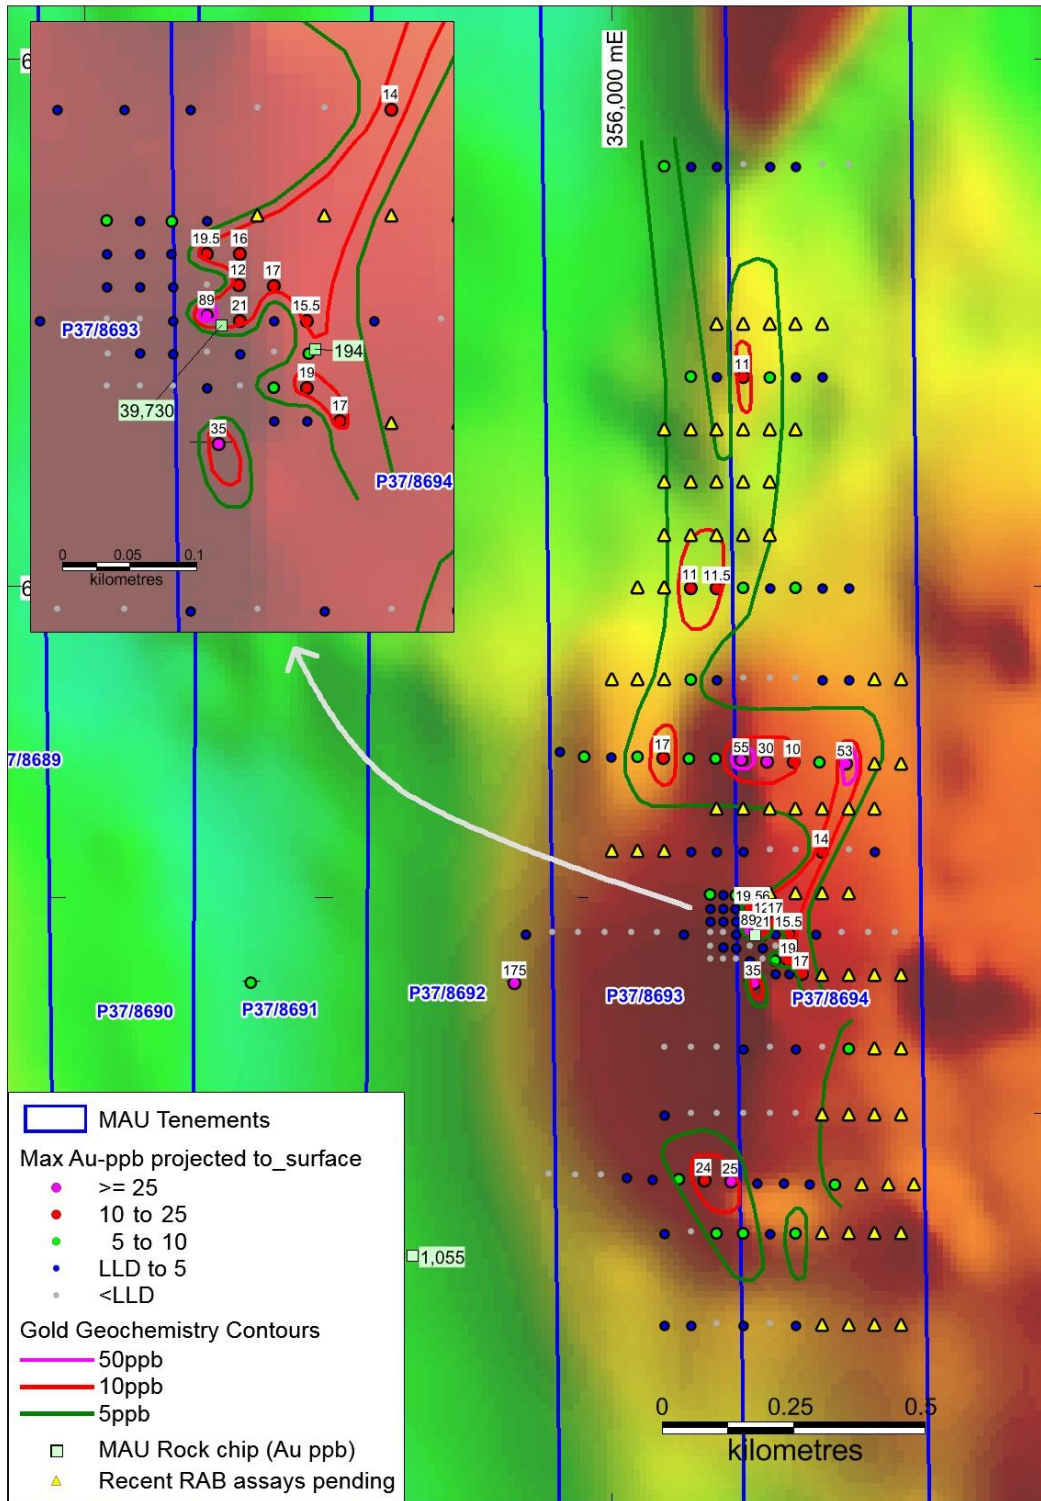 356,000 mE
6
14
19.5 16
12
17
89
21
15.5
P37/8693
194
19
39,730
17
35
P37/8694
0 0.05 0.1
kilometres
6
11
11 11.5
17
55 30 10
53
7/8689
14
89
21 15.5
19
17
35
175
P37/8690
P37/8691
P37/8692
P37/8693
P37/8694
24 25
1,055
MAU Tenements
Max Au-ppb projected to_surface
>= 25
10 to 25
5 to 10
LLD to 5
<LLD
Gold Geochemistry Contours
50ppb
10ppb
5ppb
MAU Rock chip (Au ppb)
Recent RAB assays pending
0 0.25 0.5
kilometres